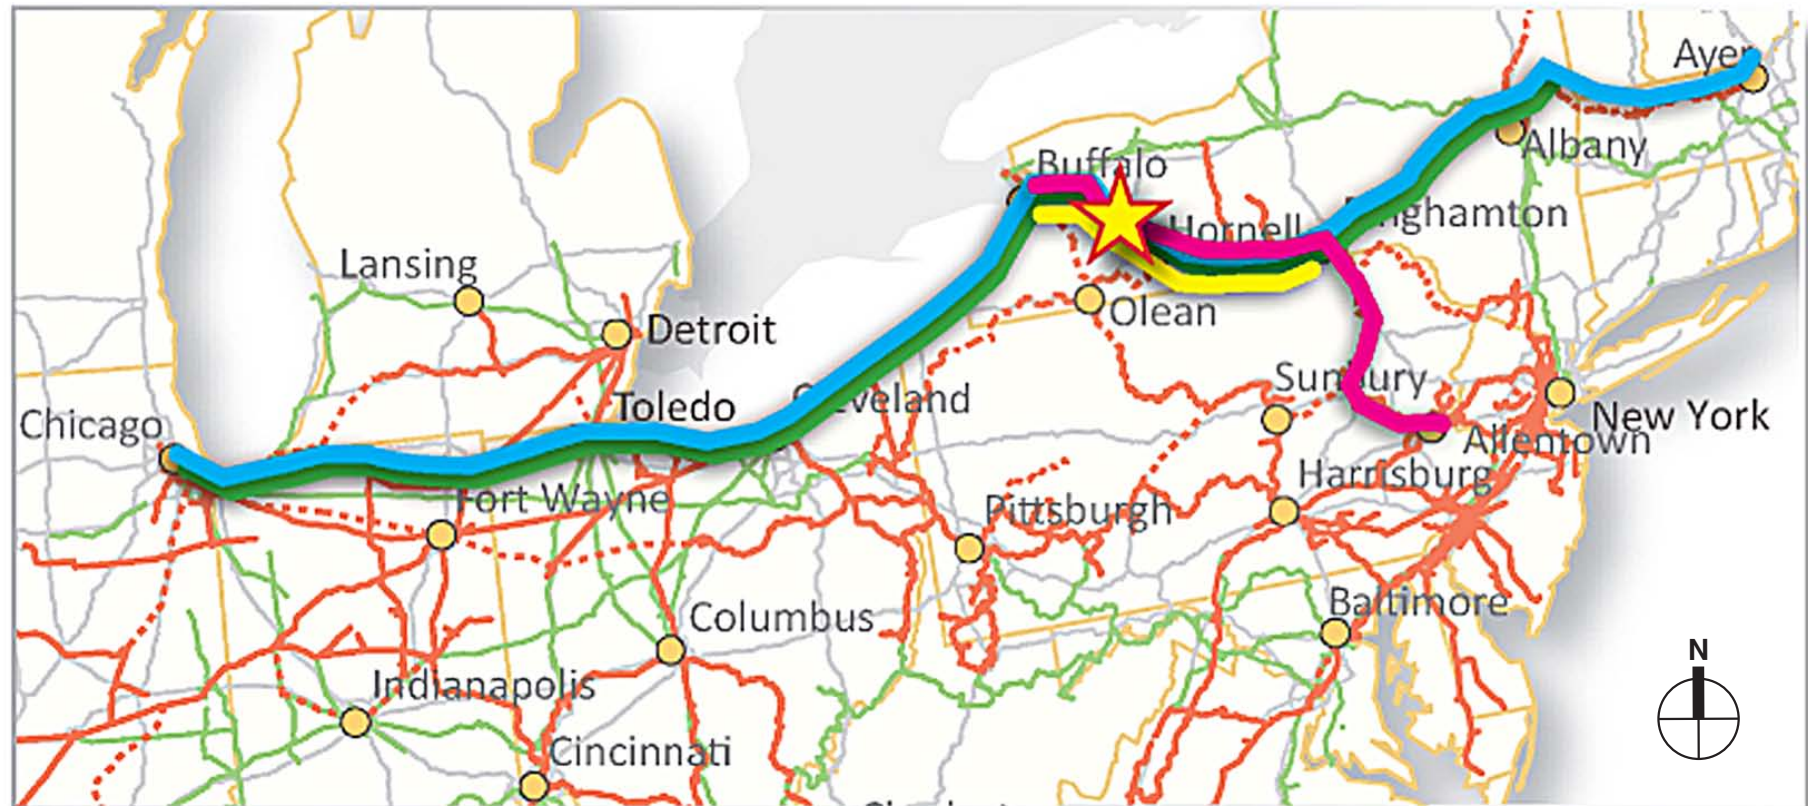 Ayer
Buffalo
Albany
Hornell
Binghamton
Lansing
Olean
Detroit
Sunbury
Toledo
Cleveland
Chicago
New York
Allentown
Harrisburg
Fort Wayne
Pittsburgh
Baltimore
Columbus
N
Indianapolis
Cincinnati